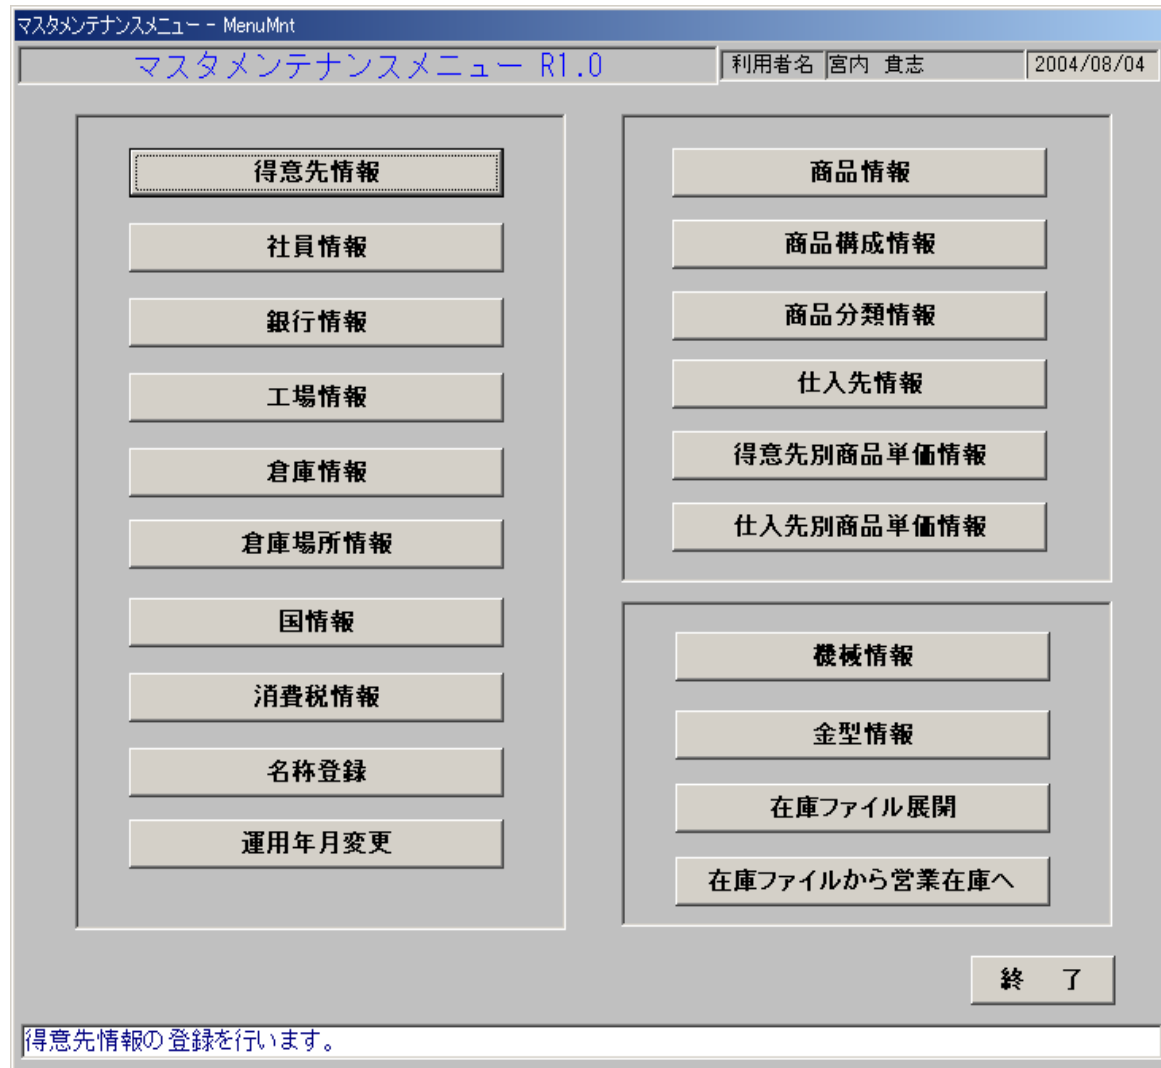 マスタメンテナンスメニュー - MenuMnt
マスタメンテナンスメニュー R1.0
利用者名 宮内 貴志 2004/08/04
得意先情報
社員情報
銀行情報
工場情報
倉庫情報
倉庫場所情報
国情報
消費税情報
名称登録
運用年月変更
商品情報
商品構成情報
商品分類情報
仕入先情報
得意先別商品単価情報
仕入先別商品単価情報
機械情報
金型情報
在庫ファイル展開
在庫ファイルから営業在庫へ
終 了
得意先情報の登録を行います。